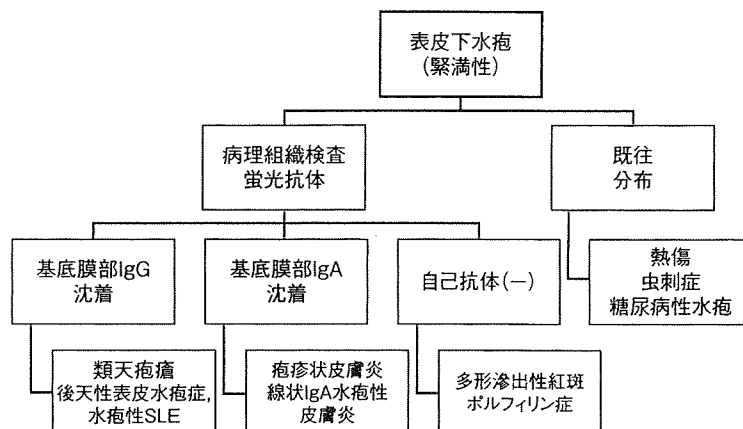 表皮下水疱
(緊満性)
病理組織検査
蛍光抗体
既往
分布
基底膜部IgG
沈着
基底膜部IgA
沈着
自己抗体(−)
熱傷
虫刺症
糖尿病性水疱
類天疱瘡
後天性表皮水疱症,
水疱性SLE
疱疹状皮膚炎
線状IgA水疱性
皮膚炎
多形滲出性紅斑
ポルフィリン症